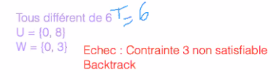 Tous différent de 6 T=6
U = {0, 8}
W = {0, 3}
Echec : Contrainte 3 non satisfiable
Backtrack